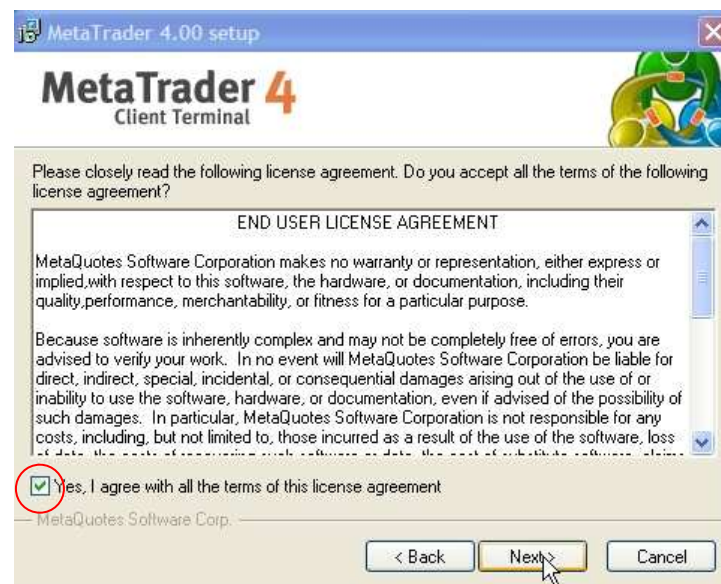 MetaTrader 4.00 setup
MetaTrader 4
Client Terminal
Please closely read the following license agreement. Do you accept all the terms of the following
license agreement?
END USER LICENSE AGREEMENT
MetaQuotes Software Corporation makes no warranty or representation, either express or
implied,with respect to this software, the hardware, or documentation, including their
quality,performance, merchantability, or fitness for a particular purpose.
Because software is inherently complex and may not be completely free of errors, you are
advised to verify your work. In no event will MetaQuotes Software Corporation be liable for
direct, indirect, special, incidental, or consequential damages arising out of the use of or
inability to use the software, hardware, or documentation, even if advised of the possibility of
such damages. In particular, MetaQuotes Software Corporation is not responsible for any
costs, including, but not limited to, those incurred as a result of the use of the software, loss
Yes, I agree with all the terms of this license agreement
MetaQuotes Software Corp.
< Back Next > Cancel